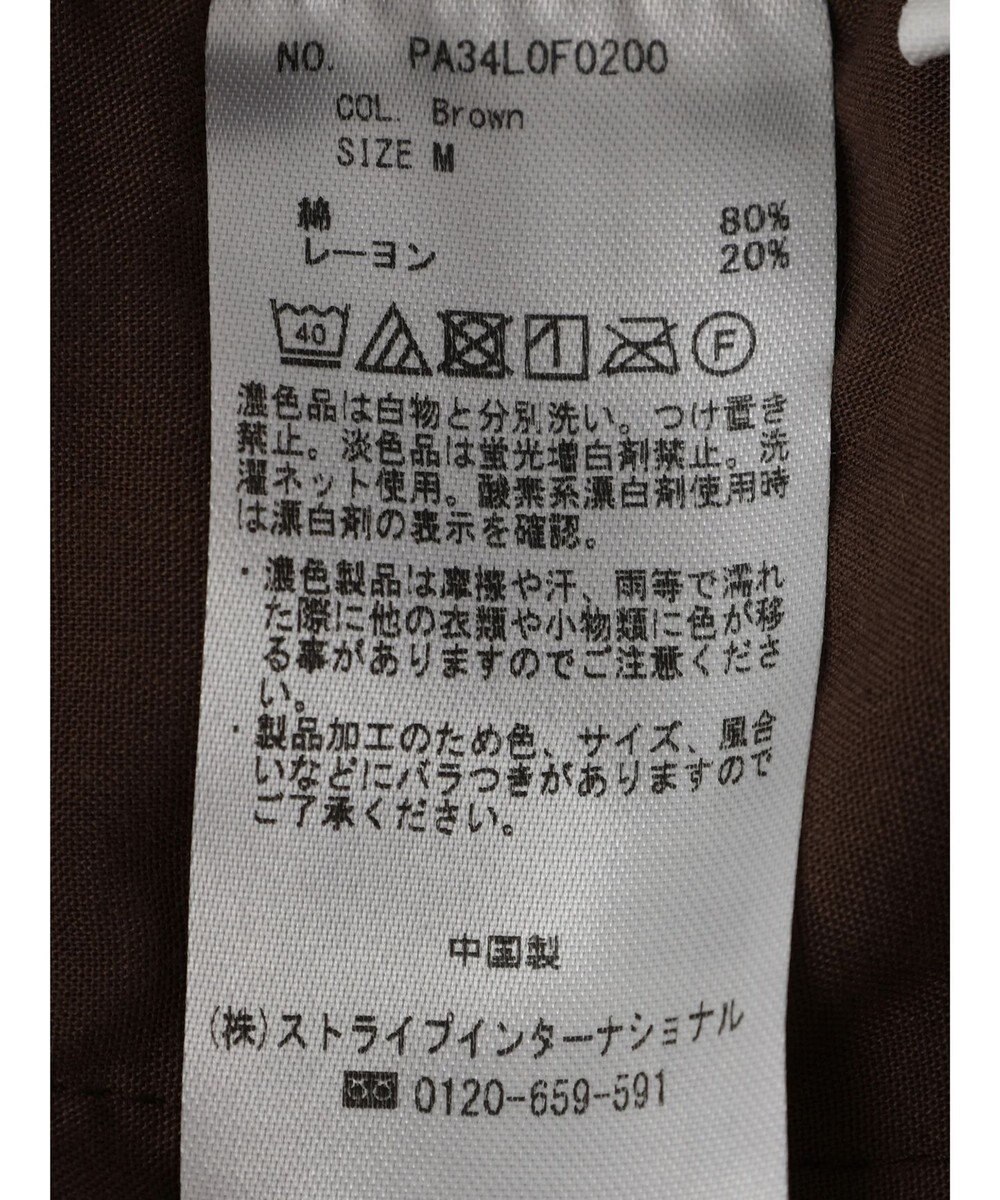 NO. PA34L0F0200
COL. Brown
SIZE M
綿 80%
レーヨン 20%
40 F
濃色品は白物と分別洗い。つけ置き
禁止。淡色品は蛍光増白剤禁止。洗
濯ネット使用。酸素系漂白剤使用時
は漂白剤の表示を確認。
・濃色製品は摩擦や汗、雨等で濡れ
た際に他の衣類や小物類に色が移
る事がありますのでご注意くださ
い。
・製品加工のため色、サイズ、風合
いなどにバラつきがありますので
ご了承ください。
中国製
(株)ストライプインターナショナル
0120-659-591